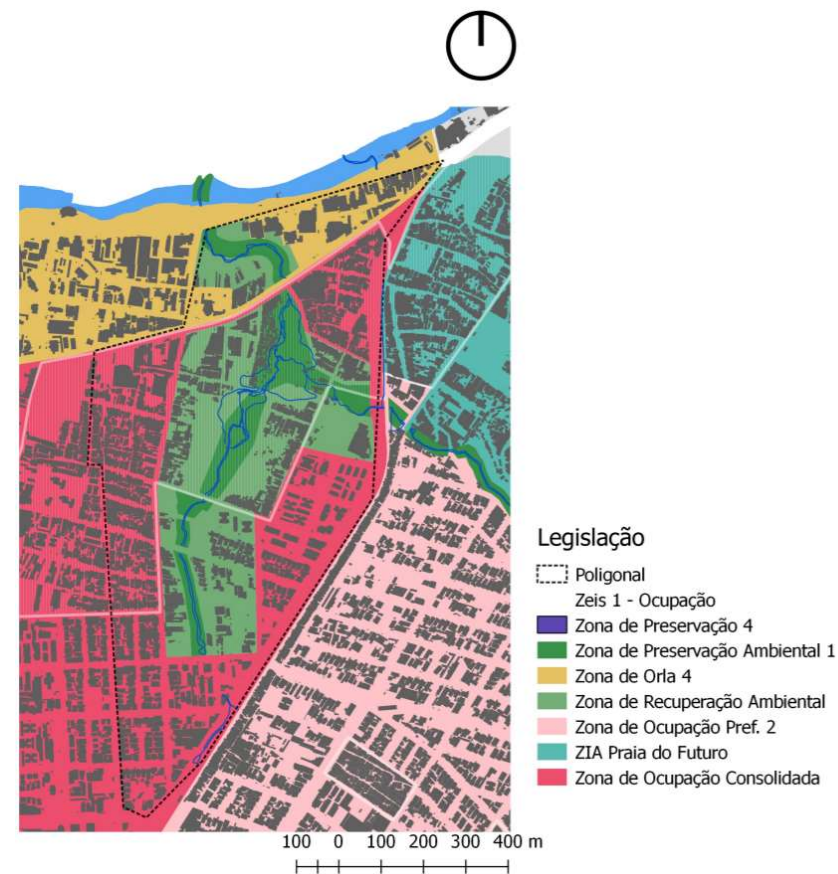 Legislação
Poligonal
Zeis 1 - Ocupação
Zona de Preservação 4
Zona de Preservação Ambiental 1
Zona de Orla 4
Zona de Recuperação Ambiental
Zona de Ocupação Pref. 2
ZIA Praia do Futuro
Zona de Ocupação Consolidada
100 0 100 200 300 400 m